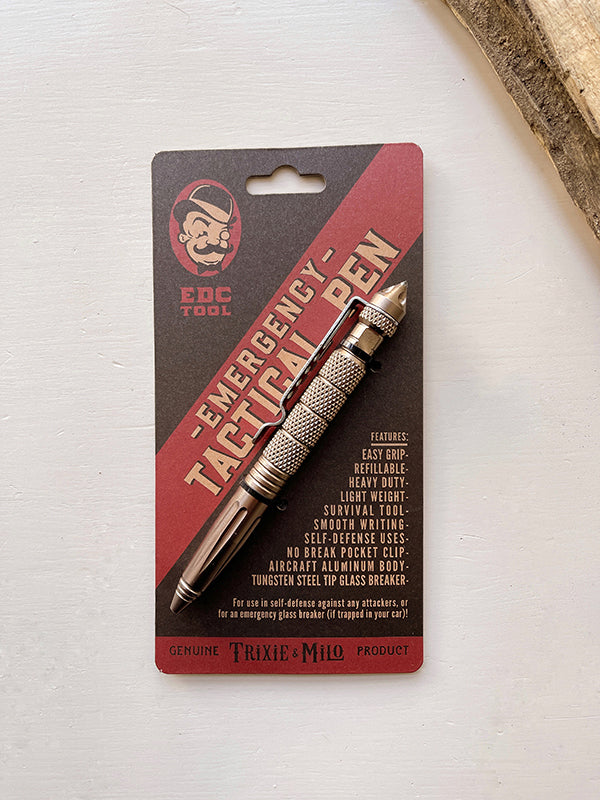 EDC
TOOL
-EMERGENCY-
TACTICAL PEN
FEATURES:
EASY GRIP-
REFILLABLE-
HEAVY DUTY-
LIGHT WEIGHT-
SURVIVAL TOOL-
SMOOTH WRITING-
SELF-DEFENSE USES-
NO BREAK POCKET CLIP-
AIRCRAFT ALUMINUM BODY-
TUNGSTEN STEEL TIP GLASS BREAKER-
For use in self-defense against any attackers, or
for an emergency glass breaker (if trapped in your car)!
GENUINE TRIXIE & MILO PRODUCT